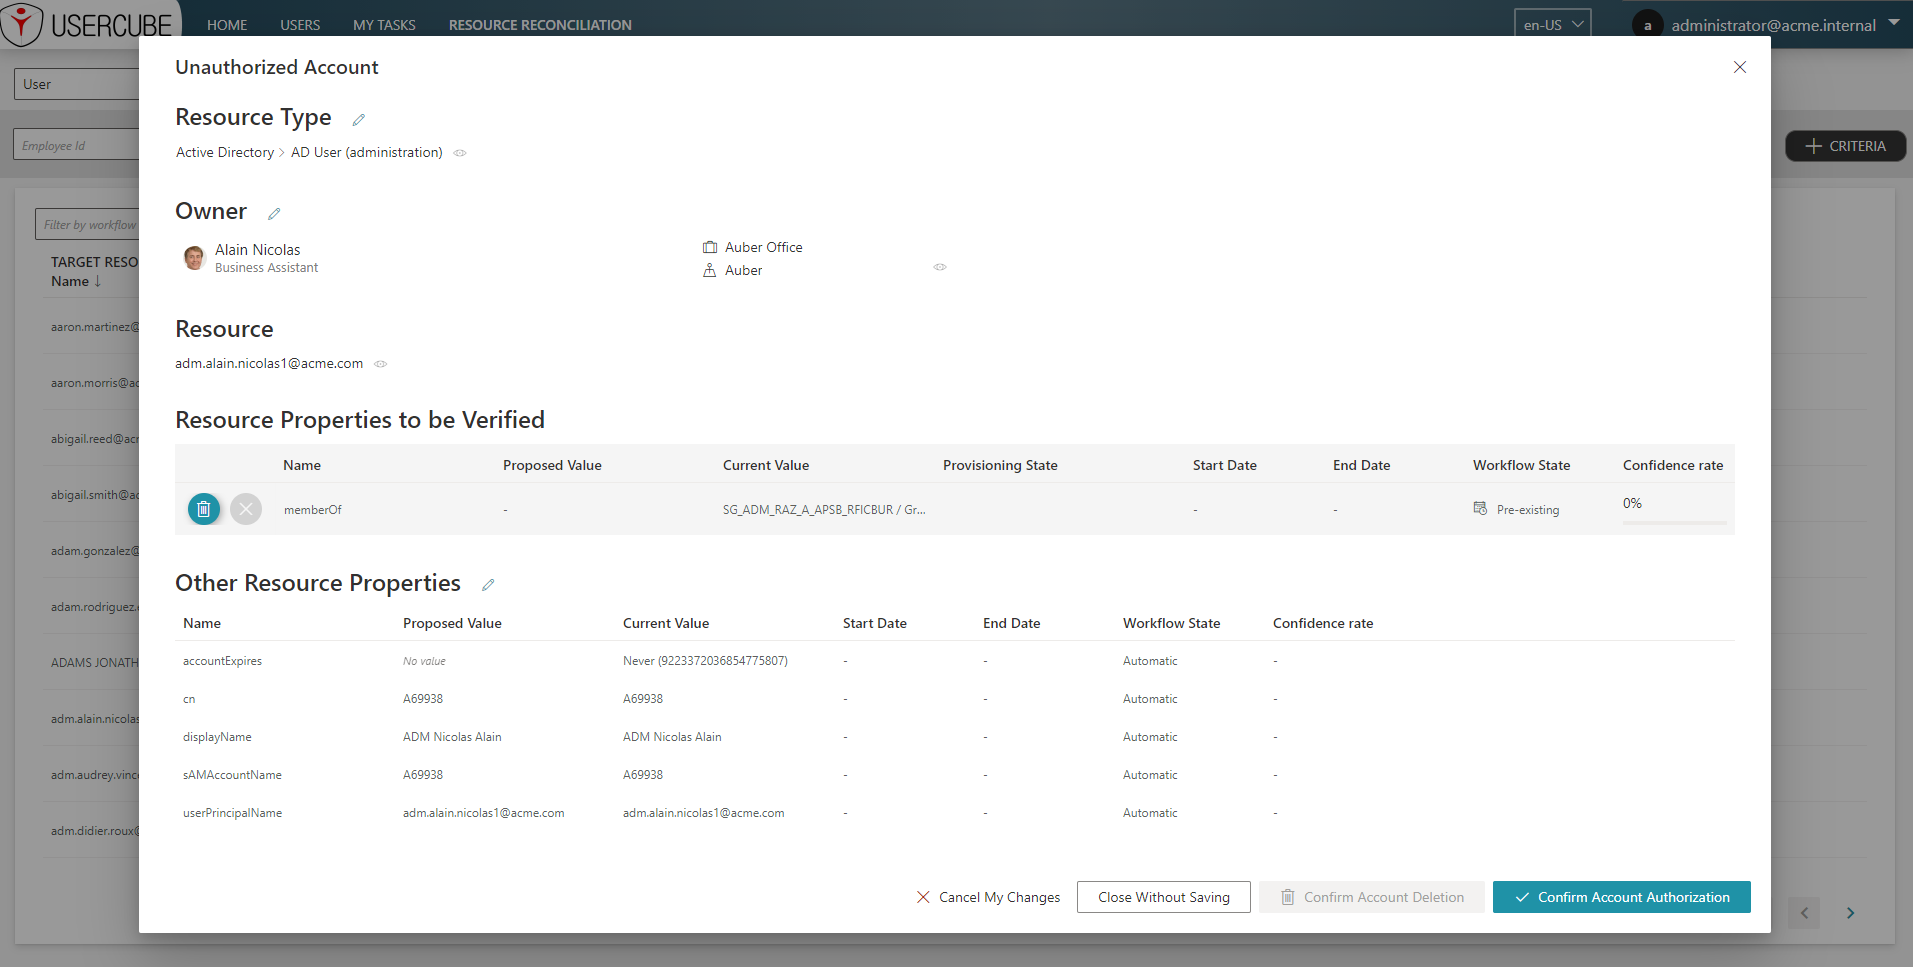 USERCUBE
HOME USERS MY TASKS RESOURCE RECONCILIATION en-US a administrator@acme.internal
User
Employee Id
CRITERIA
Filter by workflow
TARGET RESO
Name ↓
aaron.martinez@
aaron.morris@ac
abigail.reed@acr
abigail.smith@ac
adam.gonzalez@
adam.rodriguez.
ADAMS JONATH
adm.alain.nicolas
adm.audrey.vince
adm.didier.roux@
Unauthorized Account
Resource Type
Active Directory > AD User (administration)
Owner
Alain Nicolas
Business Assistant
Auber Office
Auber
Resource
adm.alain.nicolas1@acme.com
Resource Properties to be Verified
Name Proposed Value Current Value Provisioning State Start Date End Date Workflow State Confidence rate
memberOf - SG_ADM_RAZ_A_APSB_RFICBUR / Gr... - - Pre-existing 0%
Other Resource Properties
Name Proposed Value Current Value Start Date End Date Workflow State Confidence rate
accountExpires No value Never (9223372036854775807) - - Automatic -
cn A69938 A69938 - - Automatic -
displayName ADM Nicolas Alain ADM Nicolas Alain - - Automatic -
sAMAccountName A69938 A69938 - - Automatic -
userPrincipalName adm.alain.nicolas1@acme.com adm.alain.nicolas1@acme.com - - Automatic -
Cancel My Changes Close Without Saving Confirm Account Deletion Confirm Account Authorization